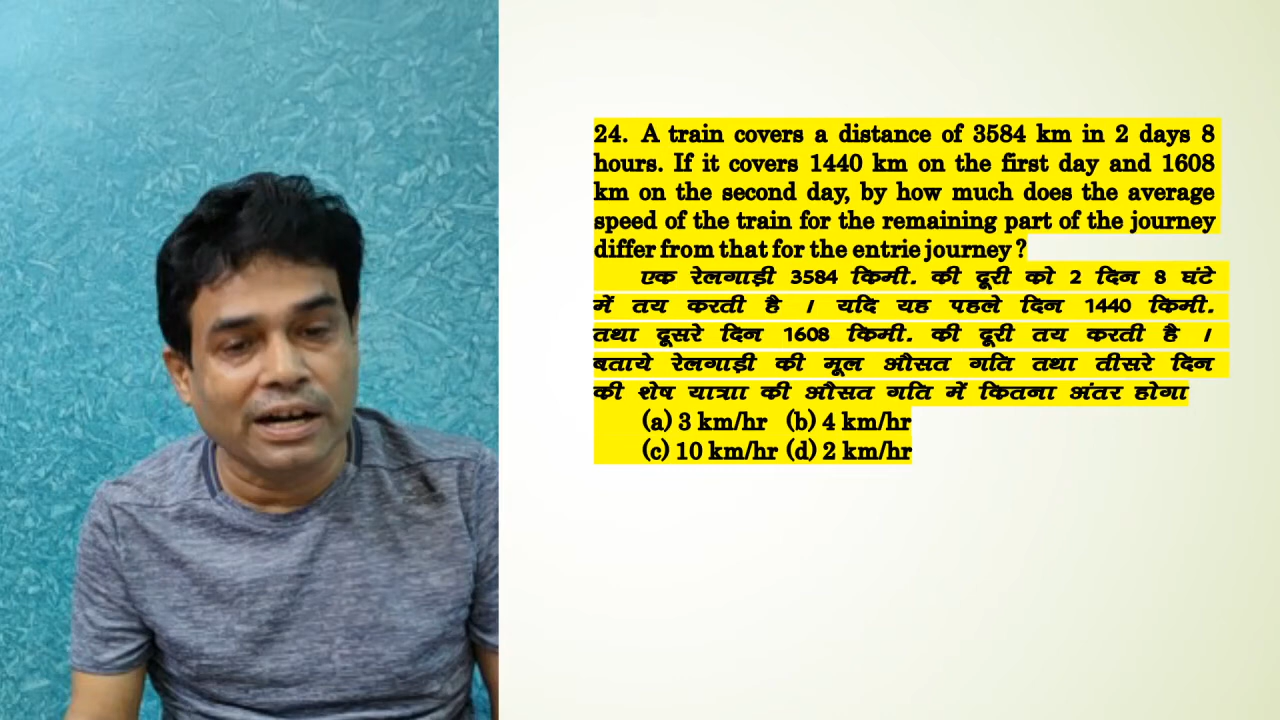 24. A train covers a distance of 3584 km in 2 days 8
hours. If it covers 1440 km on the first day and 1608
km on the second day, by how much does the average
speed of the train for the remaining part of the journey
differ from that for the entrie journey?
एक रेलगाड़ी 3584 किमी. की दूरी को 2 दिन 8 घंटे
में तय करती है । यदि यह पहले दिन 1440 किमी.
तथा दूसरे दिन 1608 किमी. की दूरी तय करती है ।
बताये रेलगाड़ी की मूल औसत गति तथा तीसरे दिन
की शेष यात्राा की औसत गति में कितना अंतर होगा
(a) 3 km/hr (b) 4 km/hr
(c) 10 km/hr (d) 2 km/hr